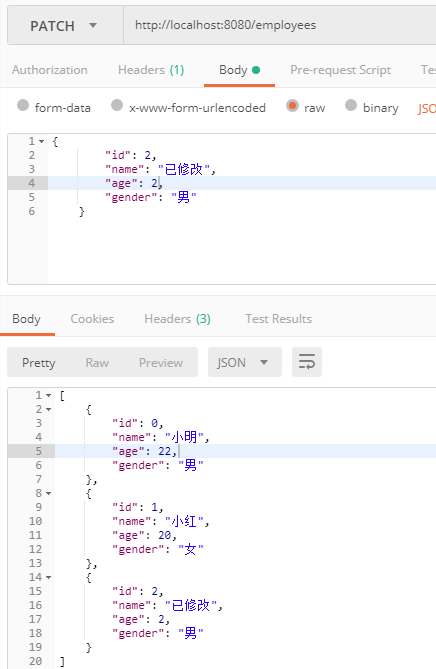 PATCH http://localhost:8080/employees
Authorization Headers (1) Body Pre-request Script Tes
form-data x-www-form-urlencoded raw binary JSO
1 {
2 "id": 2,
3 "name": "已修改",
4 "age": 2,
5 "gender": "男"
6 }
Body Cookies Headers (3) Test Results
Pretty Raw Preview JSON
1 [
2 {
3 "id": 0,
4 "name": "小明",
5 "age": 22,
6 "gender": "男"
7 },
8 {
9 "id": 1,
10 "name": "小红",
11 "age": 20,
12 "gender": "女"
13 },
14 {
15 "id": 2,
16 "name": "已修改",
17 "age": 2,
18 "gender": "男"
19 }
20 ]